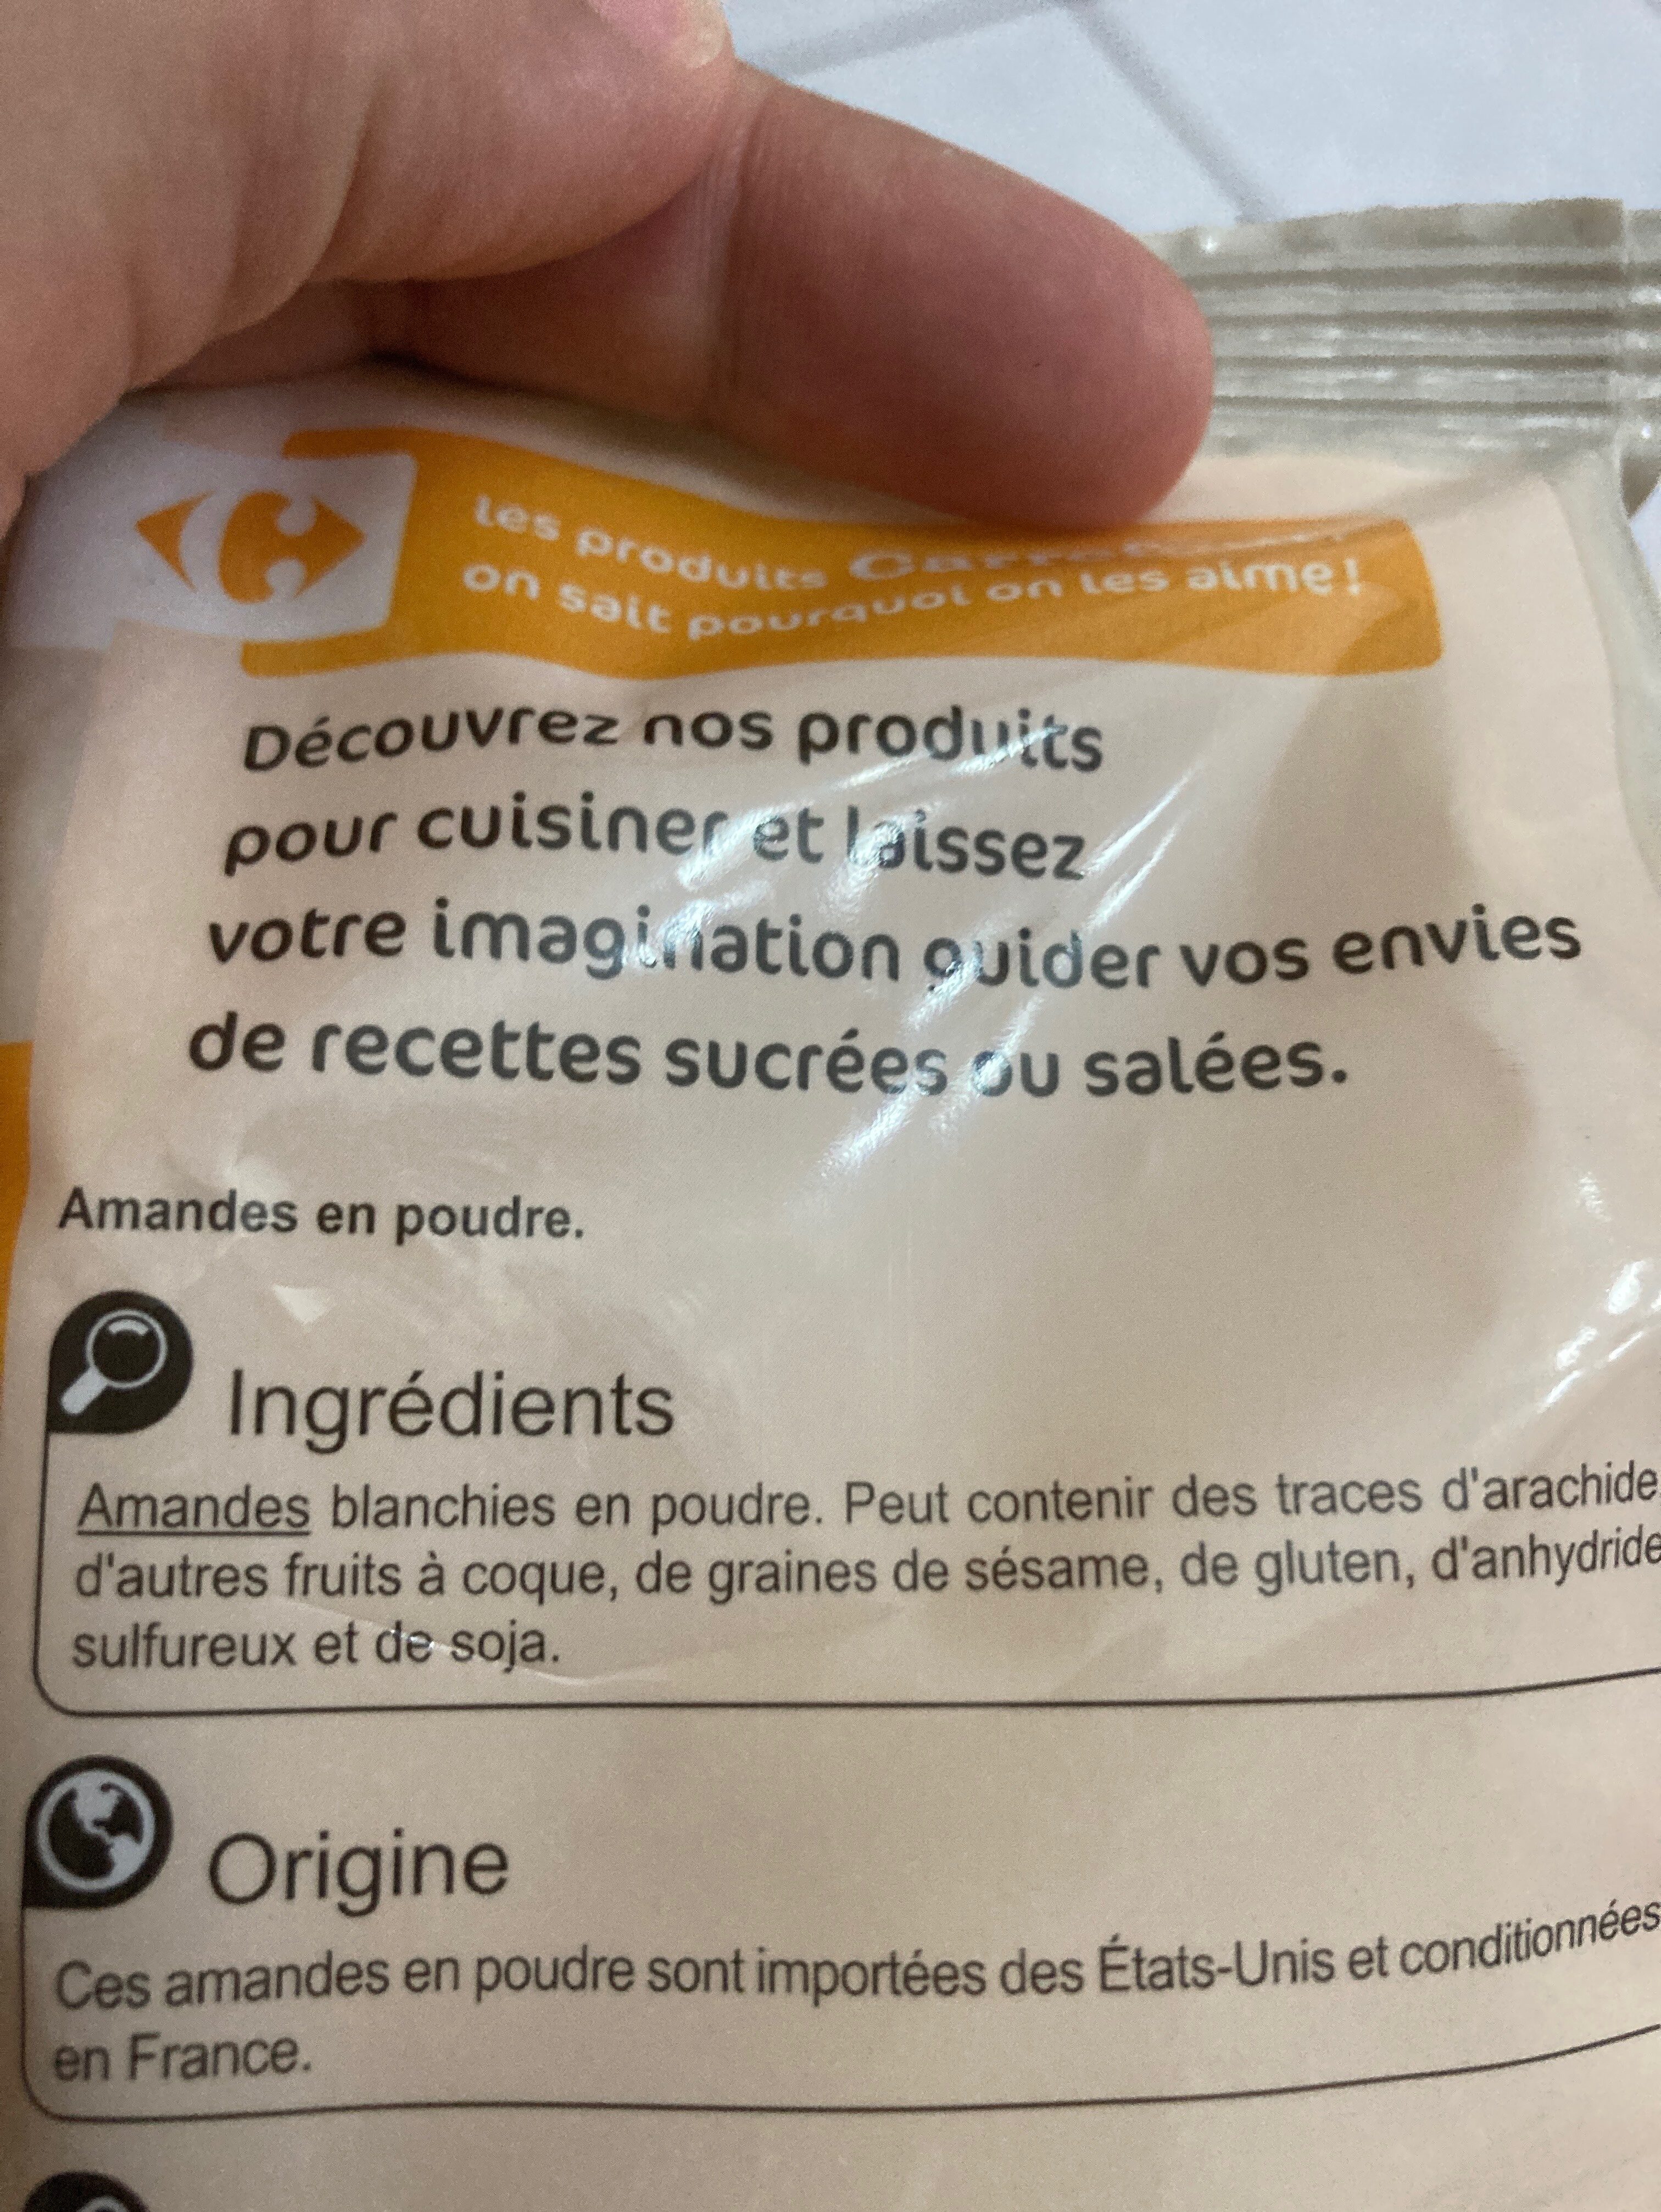 Les produits Carrefour,
on sait pourquoi on les aime!
Découvrez nos produits
pour cuisiner et laissez
votre imagination guider vos envies
de recettes sucrées ou salées.
Amandes en poudre.
Ingrédients
Amandes blanchies en poudre. Peut contenir des traces d'arachide
d'autres fruits à coque, de graines de sésame, de gluten, d'anhydride
sulfureux et de soja.
Origine
Ces amandes en poudre sont importées des États-Unis et conditionnées
en France.